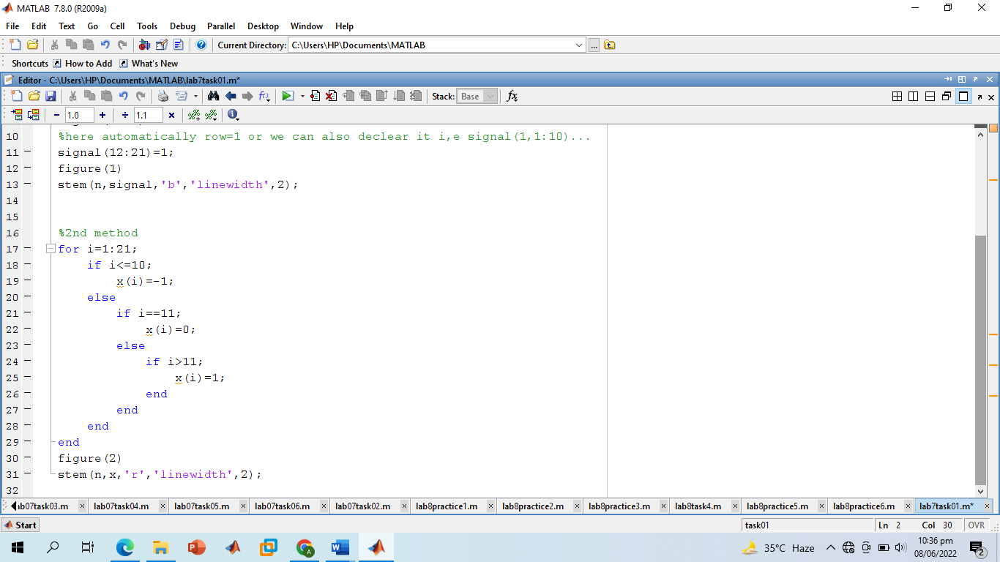 MATLAB 7.8.0 (R2009a)
File Edit Text Go Cell Tools Debug Parallel Desktop Window Help
Current Directory: C:\Users\HP\Documents\MATLAB
Shortcuts How to Add What's New
Editor - C:\Users\HP\Documents\MATLAB\lab7task01.m*
Stack: Base fx
1.0 + ÷ 1.1 ×
10 %here automatically row=1 or we can also declear it i,e signal(1,1:10)...
11 signal(12:21)=1;
12 figure(1)
13 stem(n,signal,'b','linewidth',2);
14
15
16 %2nd method
17 for i=1:21;
18 if i<=10;
19 x(i)=-1;
20 else
21 if i==11;
22 x(i)=0;
23 else
24 if i>11;
25 x(i)=1;
26 end
27 end
28 end
29 end
30 figure(2)
31 stem(n,x,'r','linewidth',2);
32
ab07task03.m lab07task04.m lab07task05.m lab07task06.m lab07task02.m lab8practice1.m lab8practice2.m lab8practice3.m lab8task4.m lab8practice5.m lab8practice6.m lab7task01.m*
Start task01 Ln 2 Col 30 OVR
35°C Haze 10:36 pm
08/06/2022 2